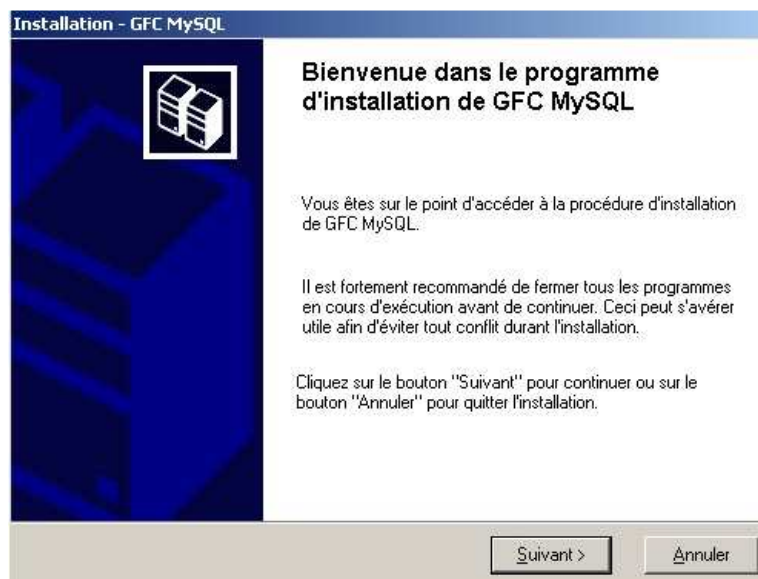 Installation - GFC MySQL
Bienvenue dans le programme
d'installation de GFC MySQL
Vous êtes sur le point d'accéder à la procédure d'installation
de GFC MySQL.
Il est fortement recommandé de fermer tous les programmes
en cours d'exécution avant de continuer. Ceci peut s'avérer
utile afin d'éviter tout conflit durant l'installation.
Cliquez sur le bouton "Suivant" pour continuer ou sur le
bouton "Annuler" pour quitter l'installation.
Suivant > Annuler